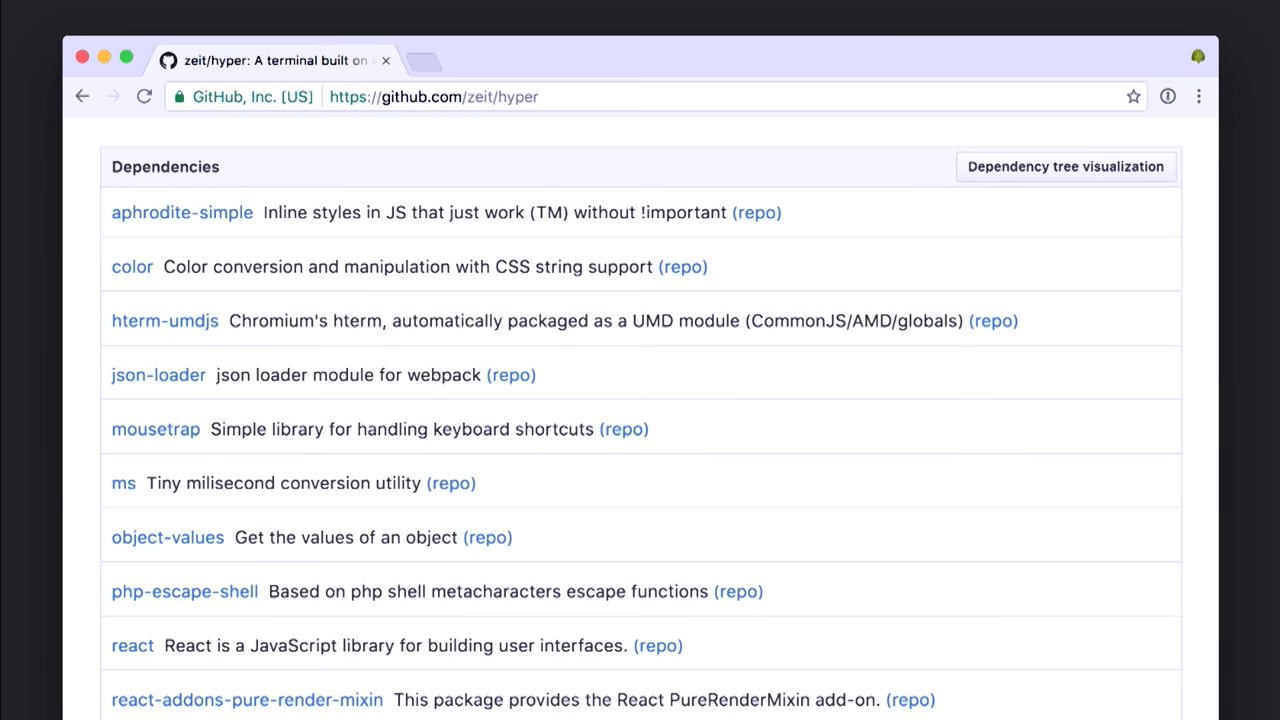 zeit/hyper: A terminal built on
GitHub, Inc. [US] https://github.com/zeit/hyper
Dependencies
Dependency tree visualization
aphrodite-simple Inline styles in JS that just work (TM) without !important (repo)
color Color conversion and manipulation with CSS string support (repo)
hterm-umdjs Chromium's hterm, automatically packaged as a UMD module (CommonJS/AMD/globals) (repo)
json-loader json loader module for webpack (repo)
mousetrap Simple library for handling keyboard shortcuts (repo)
ms Tiny milisecond conversion utility (repo)
object-values Get the values of an object (repo)
php-escape-shell Based on php shell metacharacters escape functions (repo)
react React is a JavaScript library for building user interfaces. (repo)
react-addons-pure-render-mixin This package provides the React PureRenderMixin add-on. (repo)